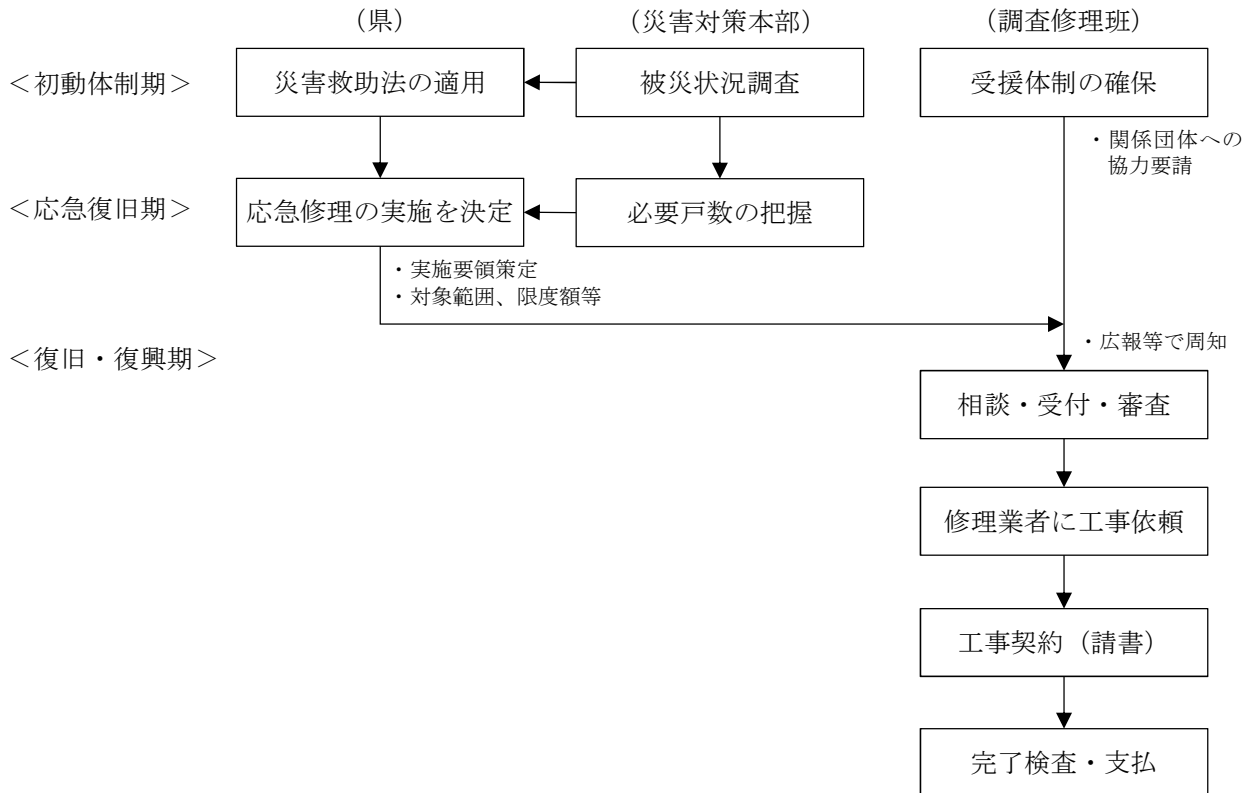 （県）
（災害対策本部）
（調査修理班）
＜初動体制期＞
災害救助法の適用
被災状況調査
受援体制の確保
・関係団体への
協力要請
＜応急復旧期＞
応急修理の実施を決定
必要戸数の把握
・実施要領策定
・対象範囲、限度額等
＜復旧・復興期＞
・広報等で周知
相談・受付・審査
修理業者に工事依頼
工事契約（請書）
完了検査・支払